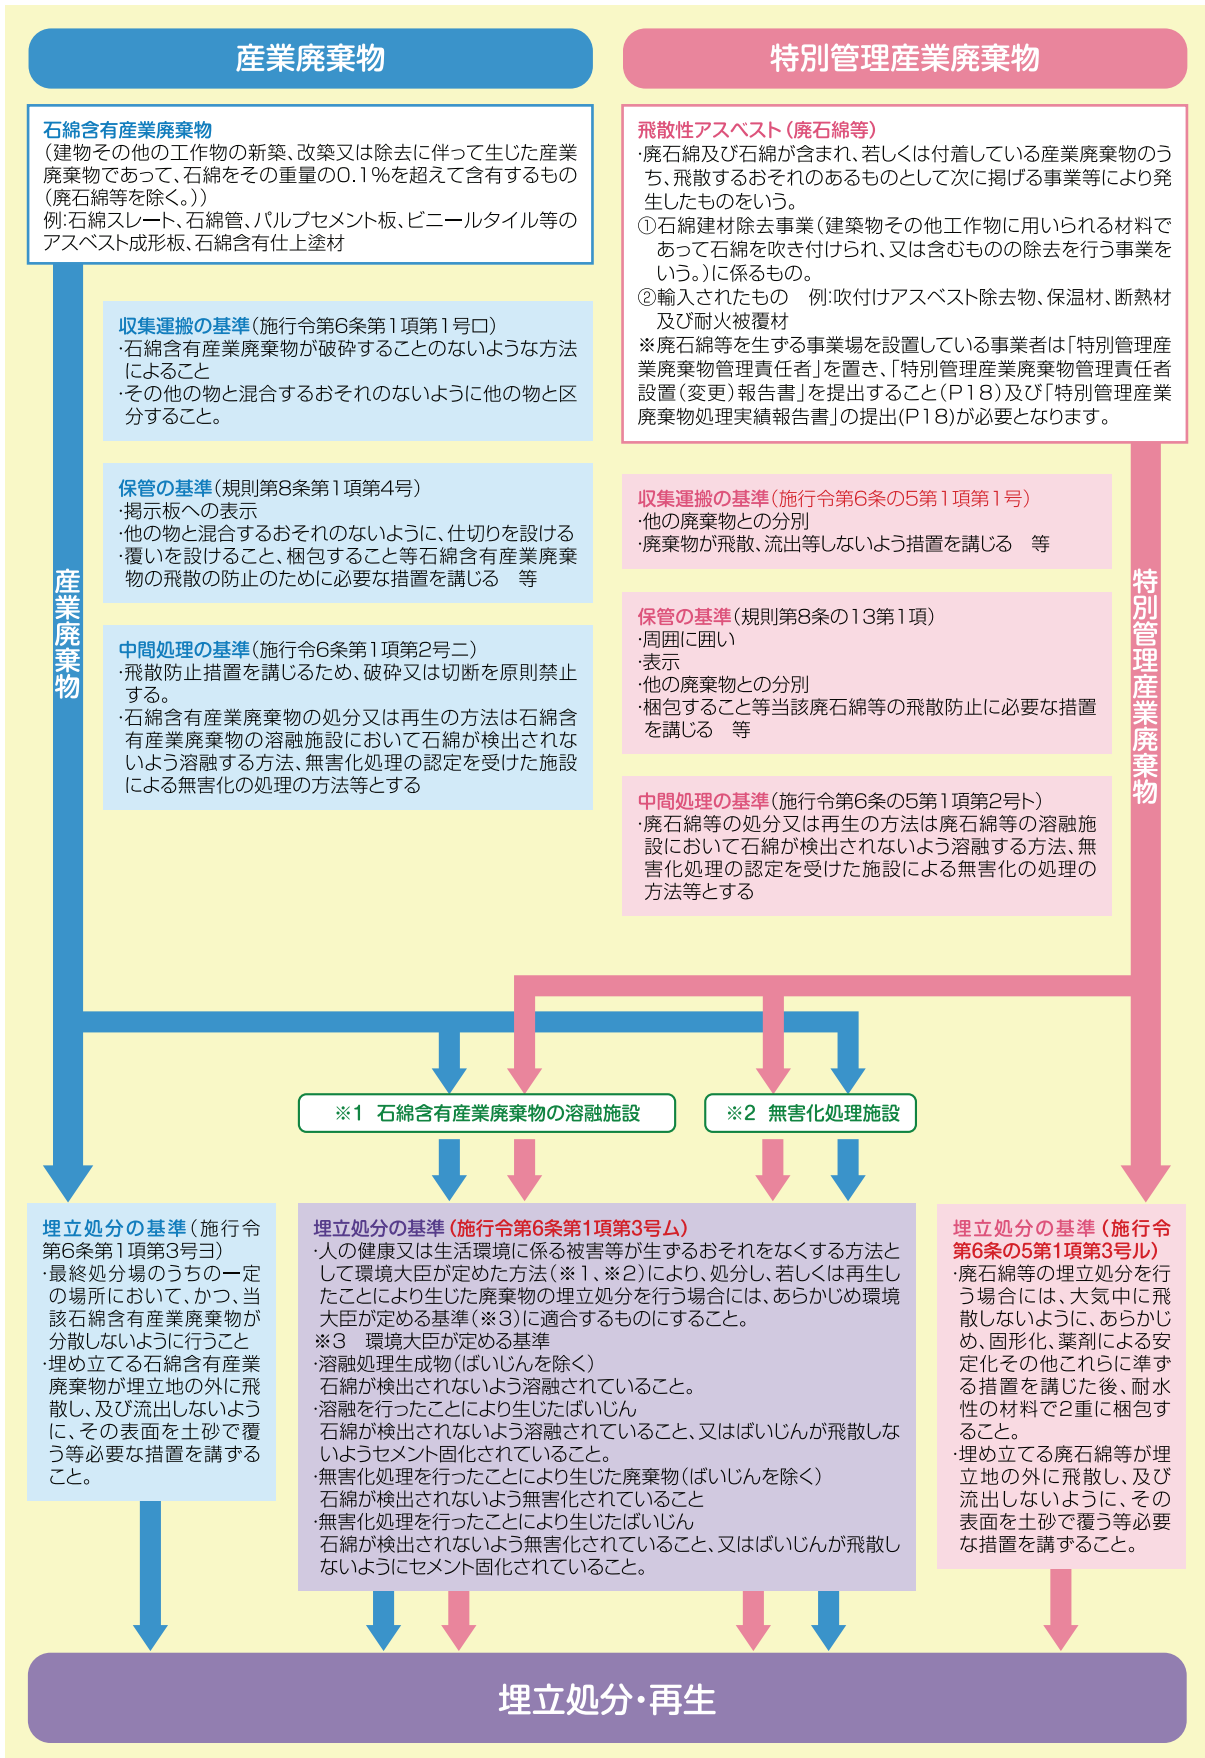 産業廃棄物
石綿含有産業廃棄物
（建物その他の工作物の新築、改築又は除去に伴って生じた産業
廃棄物であって、石綿をその重量の0.1％を超えて含有するもの
（廃石綿等を除く。））
例:石綿スレート、石綿管、パルプセメント板、ビニールタイル等の
アスベスト成形板、石綿含有仕上塗材
収集運搬の基準（施行令第6条第1項第1号ロ）
・石綿含有産業廃棄物が破砕することのないような方法
によること
・その他の物と混合するおそれのないように他の物と区
分すること。
保管の基準（規則第8条第1項第4号）
・掲示板への表示
・他の物と混合するおそれのないように、仕切りを設ける
・覆いを設けること、梱包すること等石綿含有産業廃棄
物の飛散の防止のために必要な措置を講じる　等
中間処理の基準（施行令6条第1項第2号ニ）
・飛散防止措置を講じるため、破砕又は切断を原則禁止
する。
・石綿含有産業廃棄物の処分又は再生の方法は石綿含
有産業廃棄物の溶融施設において石綿が検出されな
いよう溶融する方法、無害化処理の認定を受けた施設
による無害化の処理の方法等とする
産業廃棄物
特別管理産業廃棄物
飛散性アスベスト（廃石綿等）
・廃石綿及び石綿が含まれ、若しくは付着している産業廃棄物のう
ち、飛散するおそれのあるものとして次に掲げる事業等により発
生したものをいう。
①石綿建材除去事業（建築物その他工作物に用いられる材料で
あって石綿を吹き付けられ、又は含むものの除去を行う事業を
いう。）に係るもの。
②輸入されたもの　例:吹付けアスベスト除去物、保温材、断熱材
及び耐火被覆材
※廃石綿等を生ずる事業場を設置している事業者は「特別管理産
業廃棄物管理責任者」を置き、「特別管理産業廃棄物管理責任者
設置（変更）報告書」を提出すること（P18）及び「特別管理産業
廃棄物処理実績報告書」の提出(P18)が必要となります。
収集運搬の基準（施行令第6条の5第1項第1号）
・他の廃棄物との分別
・廃棄物が飛散、流出等しないよう措置を講じる　等
保管の基準（規則第8条の13第1項）
・周囲に囲い
・表示
・他の廃棄物との分別
・梱包すること等当該廃石綿等の飛散防止に必要な措置
を講じる　等
中間処理の基準（施行令第6条の5第1項第2号ト）
・廃石綿等の処分又は再生の方法は廃石綿等の溶融施
設において石綿が検出されないよう溶融する方法、無
害化処理の認定を受けた施設による無害化の処理の
方法等とする
特別管理産業廃棄物
※1 石綿含有産業廃棄物の溶融施設
※2 無害化処理施設
埋立処分の基準（施行令
第6条第1項第3号ヨ）
・最終処分場のうちの一定
の場所において、かつ、当
該石綿含有産業廃棄物が
分散しないように行うこと
・埋め立てる石綿含有産業
廃棄物が埋立地の外に飛
散し、及び流出しないよう
に、その表面を土砂で覆
う等必要な措置を講ずる
こと。
埋立処分の基準（施行令第6条第1項第3号ム）
・人の健康又は生活環境に係る被害等が生ずるおそれをなくする方法と
して環境大臣が定めた方法（※1、※2）により、処分し、若しくは再生し
たことにより生じた廃棄物の埋立処分を行う場合には、あらかじめ環境
大臣が定める基準（※3）に適合するものにすること。
※3　環境大臣が定める基準
・溶融処理生成物（ばいじんを除く）
石綿が検出されないよう溶融されていること。
・溶融を行ったことにより生じたばいじん
石綿が検出されないよう溶融されていること、又はばいじんが飛散しな
いようセメント固化されていること。
・無害化処理を行ったことにより生じた廃棄物（ばいじんを除く）
石綿が検出されないよう無害化されていること
・無害化処理を行ったことにより生じたばいじん
石綿が検出されないよう無害化されていること、又はばいじんが飛散し
ないようにセメント固化されていること。
埋立処分の基準（施行令
第6条の5第1項第3号ル）
・廃石綿等の埋立処分を行
う場合には、大気中に飛
散しないように、あらかじ
め、固形化、薬剤による安
定化その他これらに準ず
る措置を講じた後、耐水
性の材料で2重に梱包す
ること。
・埋め立てる廃石綿等が埋
立地の外に飛散し、及び
流出しないように、その
表面を土砂で覆う等必要
な措置を講ずること。
埋立処分・再生